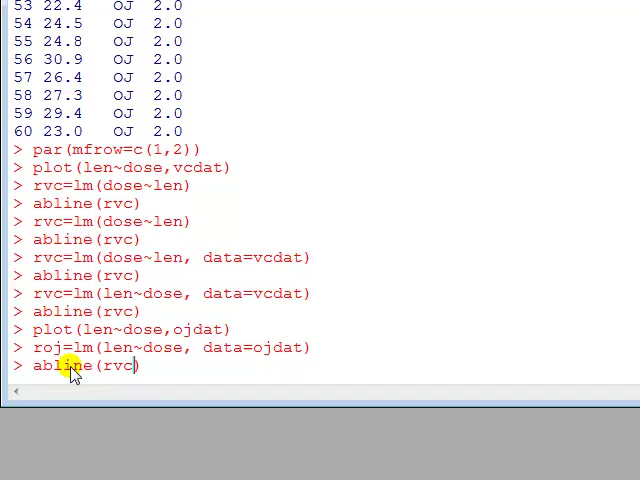 53 22.4 OJ 2.0
54 24.5 OJ 2.0
55 24.8 OJ 2.0
56 30.9 OJ 2.0
57 26.4 OJ 2.0
58 27.3 OJ 2.0
59 29.4 OJ 2.0
60 23.0 OJ 2.0
> par(mfrow=c(1,2))
> plot(len~dose,vcdat)
> rvc=lm(dose~len)
> abline(rvc)
> rvc=lm(dose~len)
> abline(rvc)
> rvc=lm(dose~len, data=vcdat)
> abline(rvc)
> rvc=lm(len~dose, data=vcdat)
> abline(rvc)
> plot(len~dose,ojdat)
> roj=lm(len~dose, data=ojdat)
> abline(rvc)